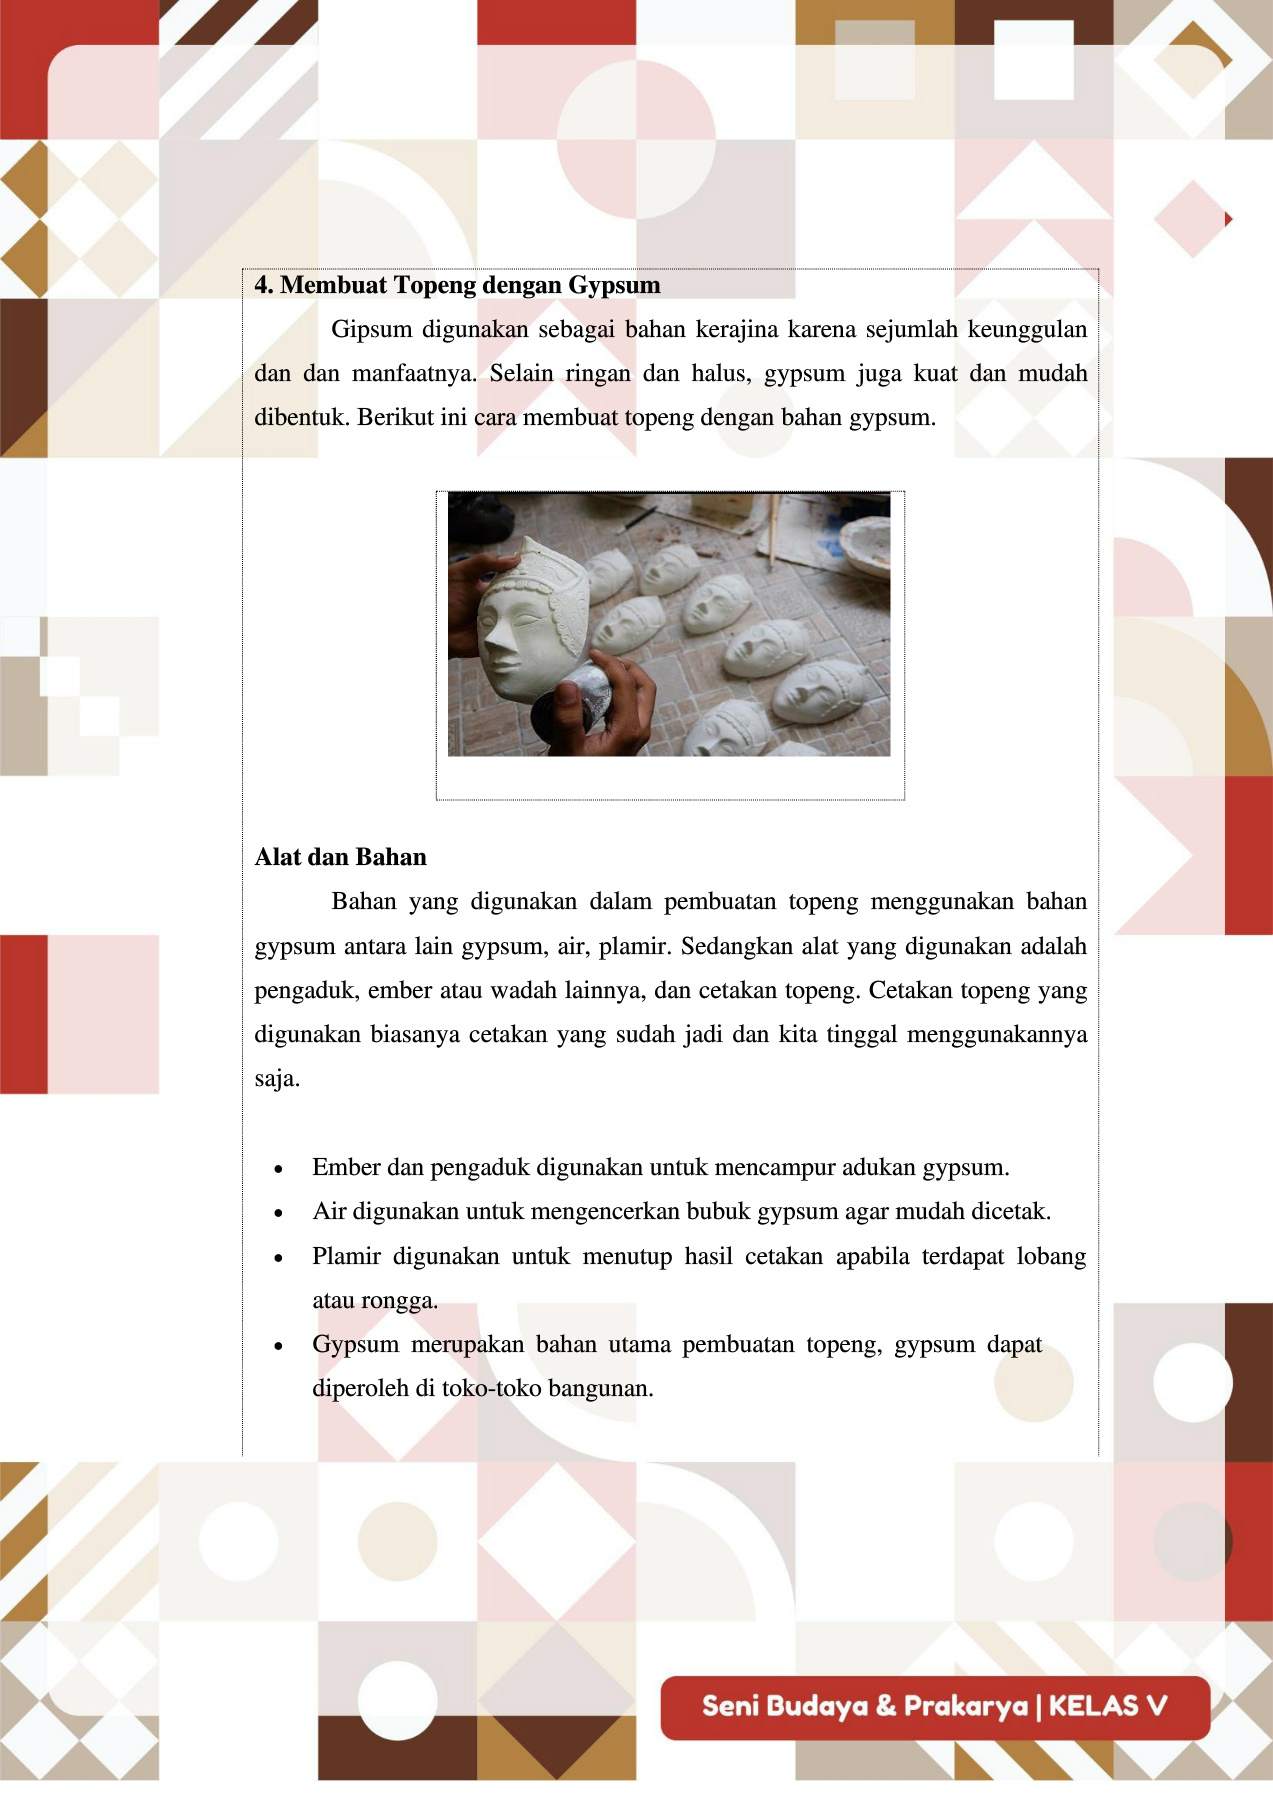 4. Membuat Topeng dengan Gypsum
Gipsum digunakan sebagai bahan kerajina karena sejumlah keunggulan
dan dan manfaatnya. Selain ringan dan halus, gypsum juga kuat dan mudah
dibentuk. Berikut ini cara membuat topeng dengan bahan gypsum.
Alat dan Bahan
Bahan yang digunakan dalam pembuatan topeng menggunakan bahan
gypsum antara lain gypsum, air, plamir. Sedangkan alat yang digunakan adalah
pengaduk, ember atau wadah lainnya, dan cetakan topeng. Cetakan topeng yang
digunakan biasanya cetakan yang sudah jadi dan kita tinggal menggunakannya
saja.
• Ember dan pengaduk digunakan untuk mencampur adukan gypsum.
• Air digunakan untuk mengencerkan bubuk gypsum agar mudah dicetak.
• Plamir digunakan untuk menutup hasil cetakan apabila terdapat lobang
atau rongga.
• Gypsum merupakan bahan utama pembuatan topeng, gypsum dapat
diperoleh di toko-toko bangunan.
Seni Budaya & Prakarya | KELAS V